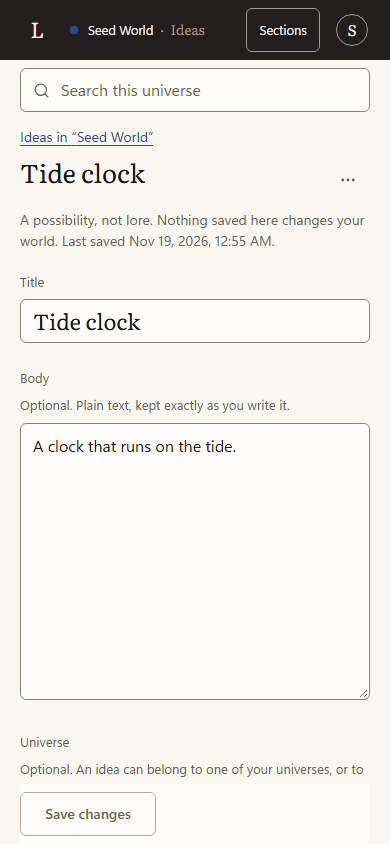 L Seed World · Ideas Sections S
Search this universe
Ideas in “Seed World”
Tide clock
A possibility, not lore. Nothing saved here changes your
world. Last saved Nov 19, 2026, 12:55 AM.
Title
Tide clock
Body
Optional. Plain text, kept exactly as you write it.
A clock that runs on the tide.
Universe
Optional. An idea can belong to one of your universes, or to
Save changes